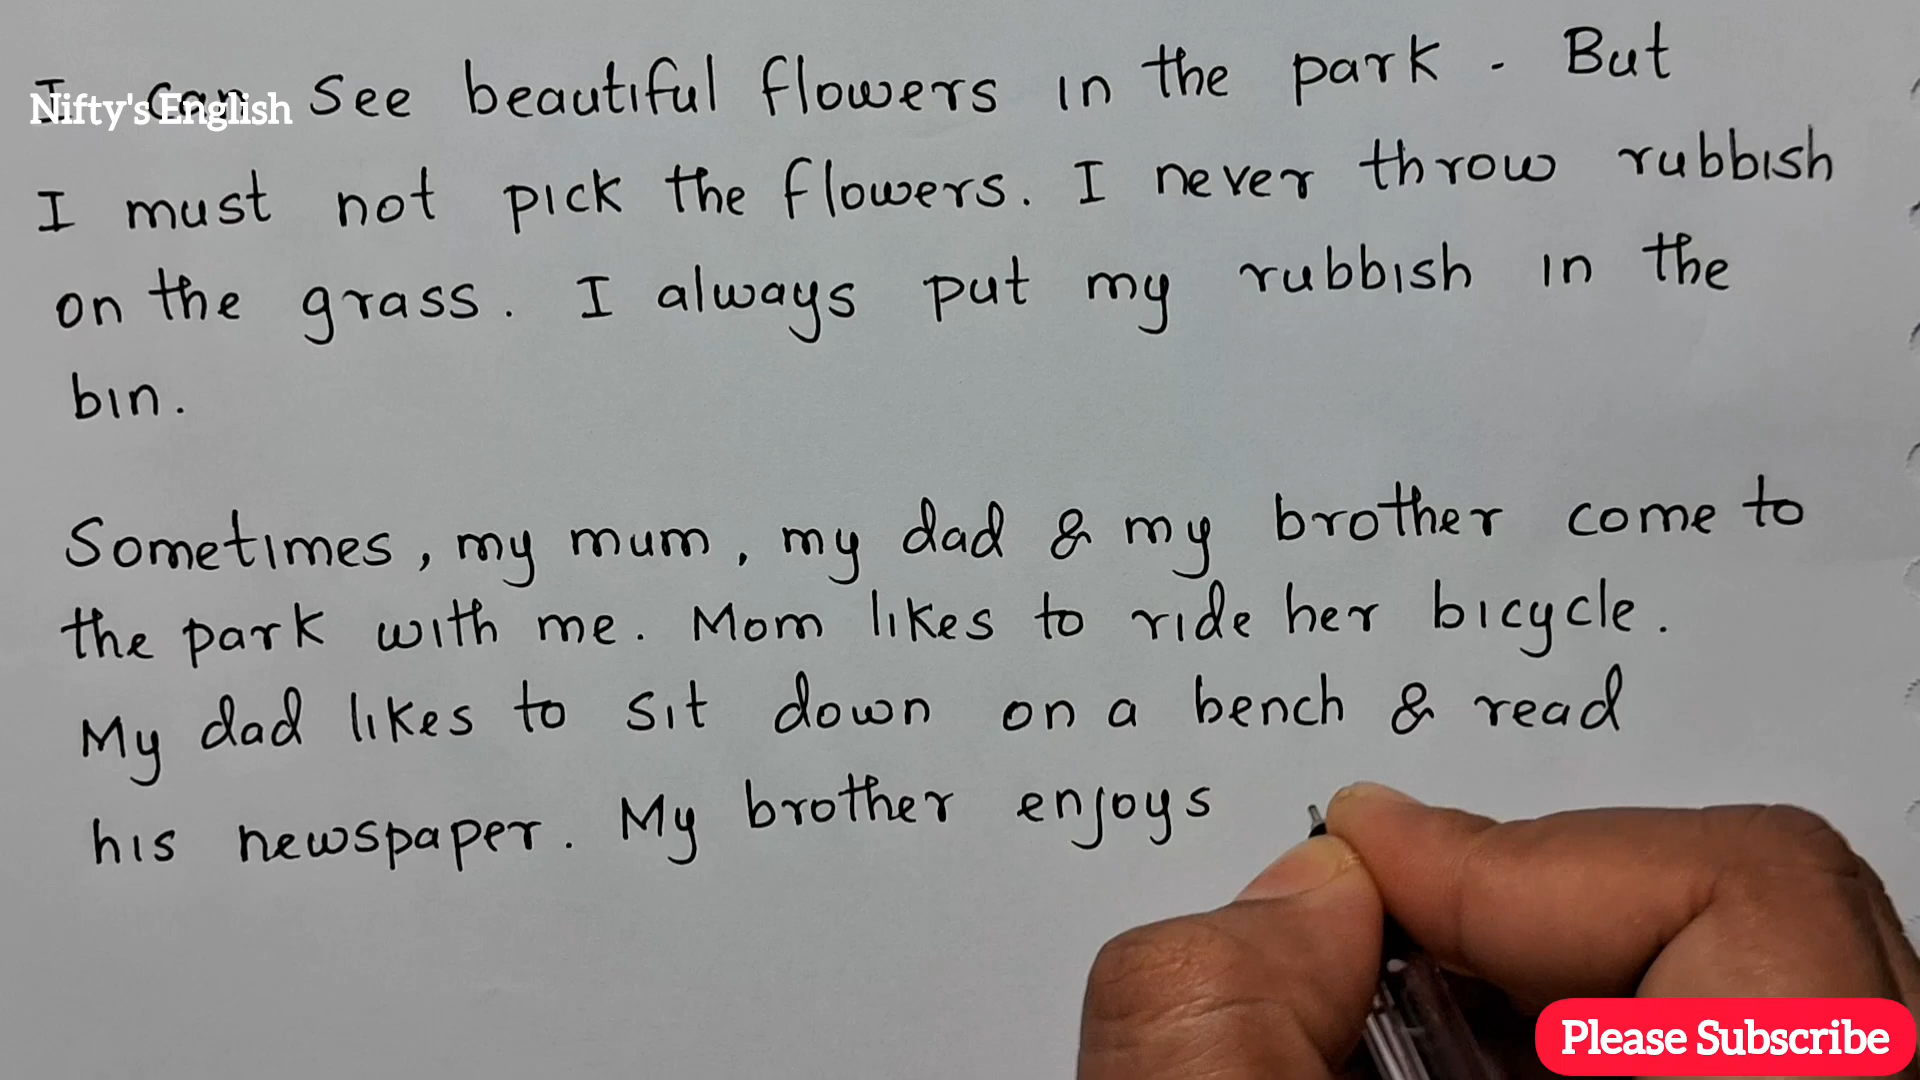 I can see beautiful flowers in the park. But
Nifty's English
I must not pick the flowers. I never throw rubbish
on the grass. I always put my rubbish in the
bin.
Sometimes, my mum, my dad & my brother come to
the park with me. Mom likes to ride her bicycle.
My dad likes to sit down on a bench & read
his newspaper. My brother enjoys
Please Subscribe